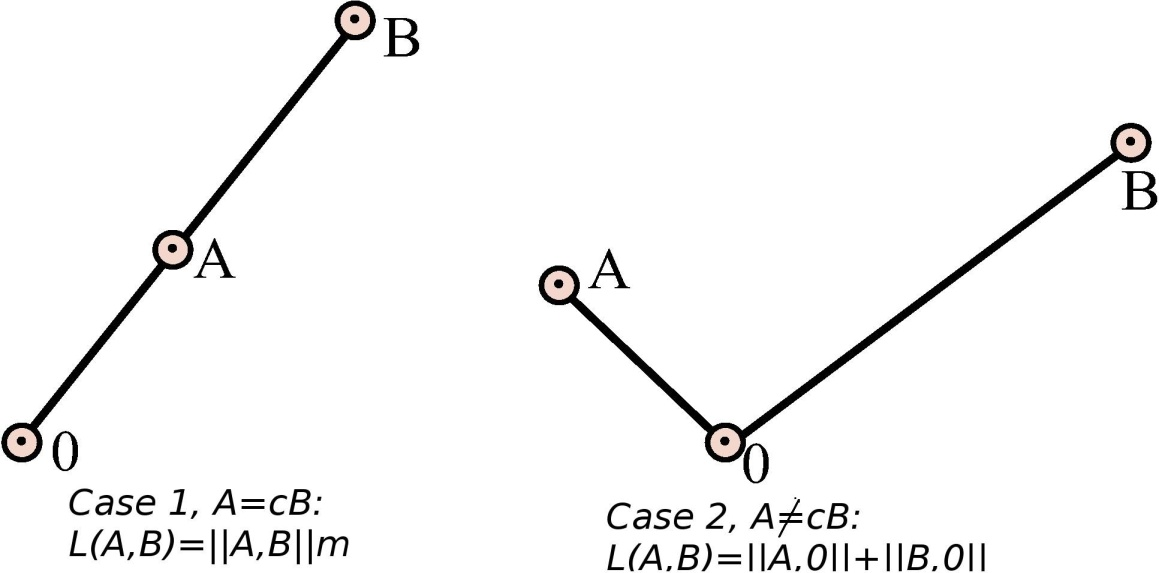 B
A
0
Case 1, A=cB:
L(A,B)=||A,B||m
B
A
0
Case 2, A≠cB:
L(A,B)=||A,0||+||B,0||